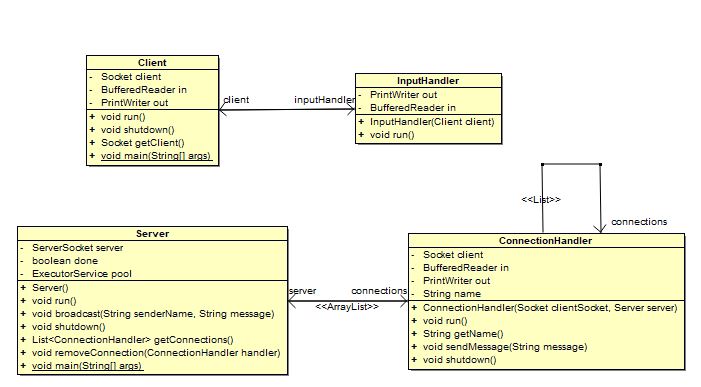 Client
- Socket client
- BufferedReader in
- PrintWriter out
+ void run()
+ void shutdown()
+ Socket getClient()
+ void main(String[] args)
client
inputHandler
InputHandler
- PrintWriter out
- BufferedReader in
+ InputHandler(Client client)
+ void run()
<<List>>
connections
Server
- ServerSocket server
- boolean done
- ExecutorService pool
+ Server()
+ void run()
+ void broadcast(String senderName, String message)
+ void shutdown()
+ List<ConnectionHandler> getConnections()
+ void removeConnection(ConnectionHandler handler)
+ void main(String[] args)
server
connections
<<ArrayList>>
ConnectionHandler
- Socket client
- BufferedReader in
- PrintWriter out
- String name
+ ConnectionHandler(Socket clientSocket, Server server)
+ void run()
+ String getName()
+ void sendMessage(String message)
+ void shutdown()